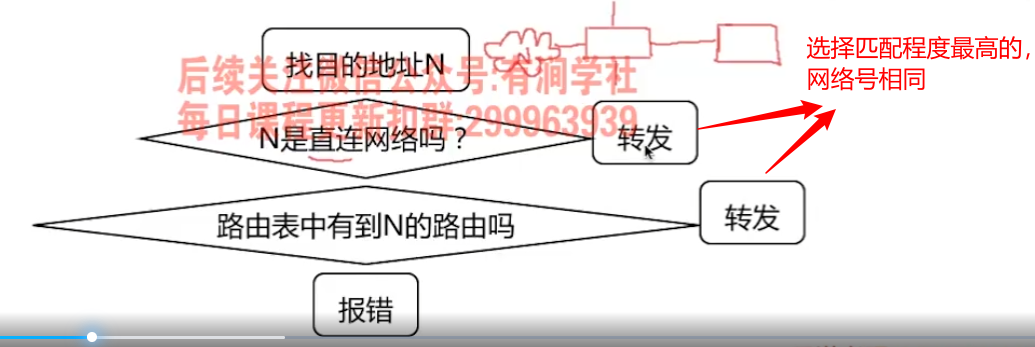 找目的地址N
选择匹配程度最高的,
网络号相同
后续关注微信公众号:有涧学社
每日课程更新扣群:299963939
N是直连网络吗？
转发
路由表中有到N的路由吗
转发
报错